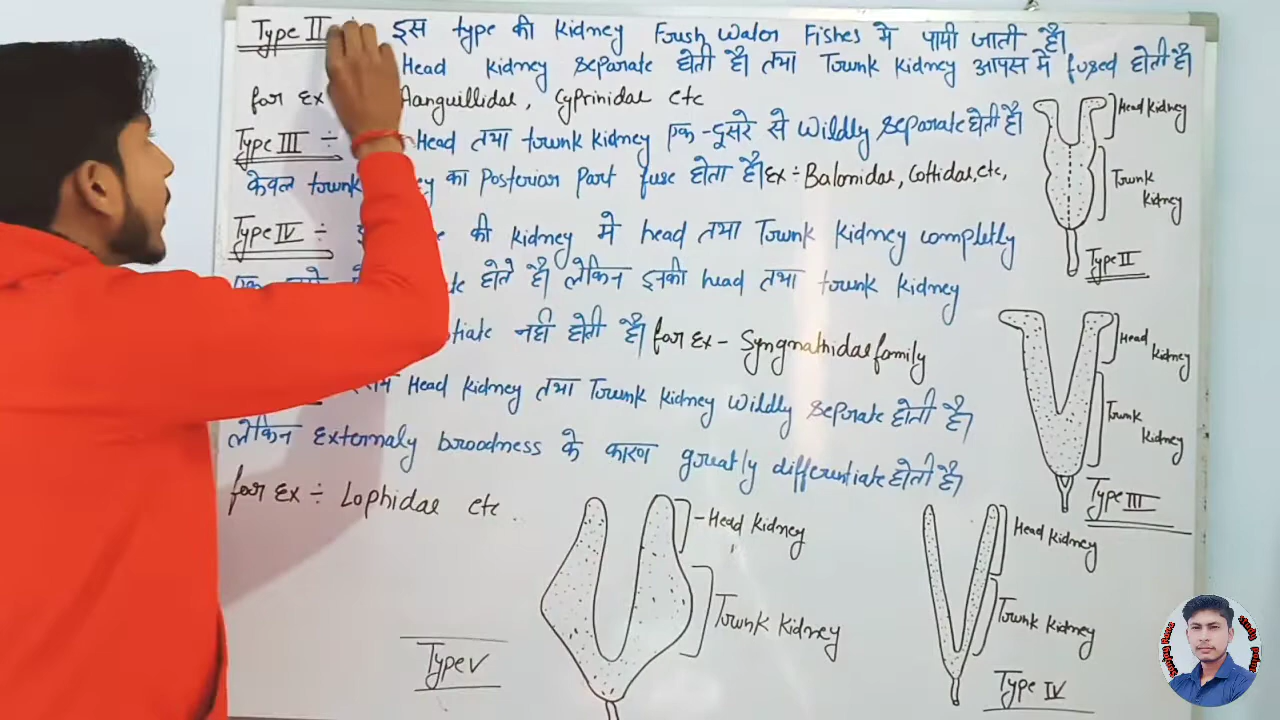 Type II इस type की Kidney Fresh Water Fishes मे पायी जाती है।
Head Kidney separate होती है। तथा Trunk Kidney आपस मे fused होती है।
for Ex Aanguillidae, Cyprinidae etc
Type III ÷ Head तथा trunk Kidney एक-दूसरे से Wildly separate होती है।
केवल trunk का Posterior Part fuse होता है। Ex ÷ Balonidae, Cottidae, etc,
Type IV ÷ की Kidney मे head तथा Trunk Kidney completly
होते है। लेकिन इनकी head तथा trunk Kidney
नही होती है। for Ex - Syngnathidae family
Head Kidney तथा Trunk Kidney Wildly seprate होती है।
लेकिन externaly broodness के कारण greatly differentiate होती है।
for Ex ÷ Lophidae etc.
Head Kidney
Trunk
Kidney
Type II
Head
Kidney
Trunk
Kidney
Type III
Head Kidney
Trunk Kidney
Type V
Head Kidney
Trunk Kidney
Type IV